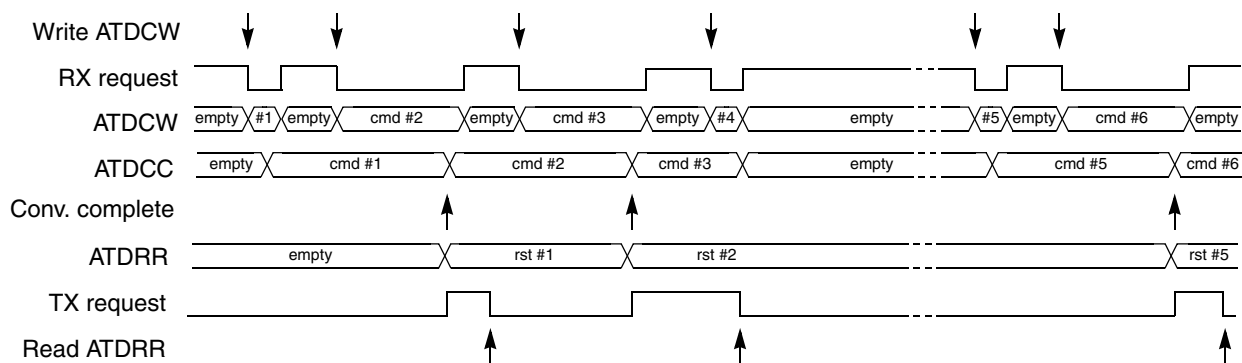 Write ATDCW
RX request
ATDCW empty #1 empty cmd #2 empty cmd #3 empty #4 empty #5 empty cmd #6 empty
ATDCC empty cmd #1 cmd #2 cmd #3 empty cmd #5 cmd #6
Conv. complete
ATDRR empty rst #1 rst #2 rst #5
TX request
Read ATDRR